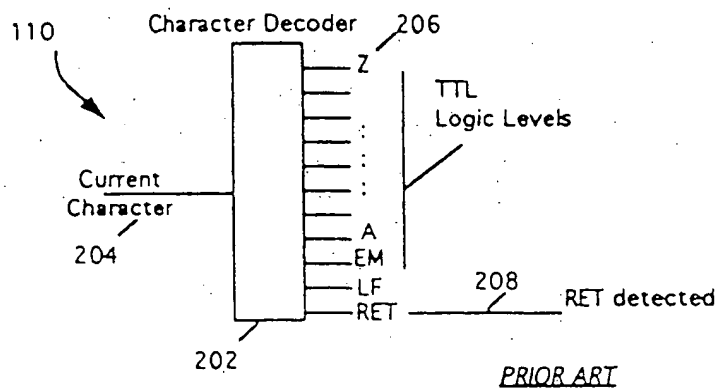 Character Decoder
110
206
Z
TTL
Logic Levels
:
:
:
Current
Character
204
A
EM
LF
RET
208
RET detected
202
PRIOR ART